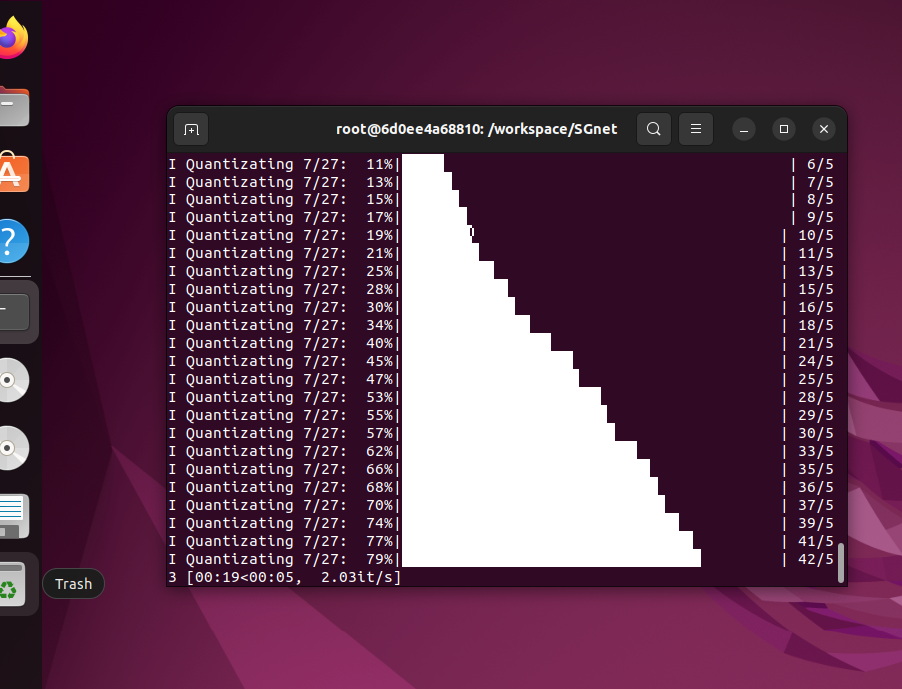 root@6d0ee4a68810: /workspace/SGnet
I Quantizating 7/27:  11%| | 6/5
I Quantizating 7/27:  13%| | 7/5
I Quantizating 7/27:  15%| | 8/5
I Quantizating 7/27:  17%| | 9/5
I Quantizating 7/27:  19%| | 10/5
I Quantizating 7/27:  21%| | 11/5
I Quantizating 7/27:  25%| | 13/5
I Quantizating 7/27:  28%| | 15/5
I Quantizating 7/27:  30%| | 16/5
I Quantizating 7/27:  34%| | 18/5
I Quantizating 7/27:  40%| | 21/5
I Quantizating 7/27:  45%| | 24/5
I Quantizating 7/27:  47%| | 25/5
I Quantizating 7/27:  53%| | 28/5
I Quantizating 7/27:  55%| | 29/5
I Quantizating 7/27:  57%| | 30/5
I Quantizating 7/27:  62%| | 33/5
I Quantizating 7/27:  66%| | 35/5
I Quantizating 7/27:  68%| | 36/5
I Quantizating 7/27:  70%| | 37/5
I Quantizating 7/27:  74%| | 39/5
I Quantizating 7/27:  77%| | 41/5
I Quantizating 7/27:  79%| | 42/5
3 [00:19<00:05,  2.03it/s]
Trash